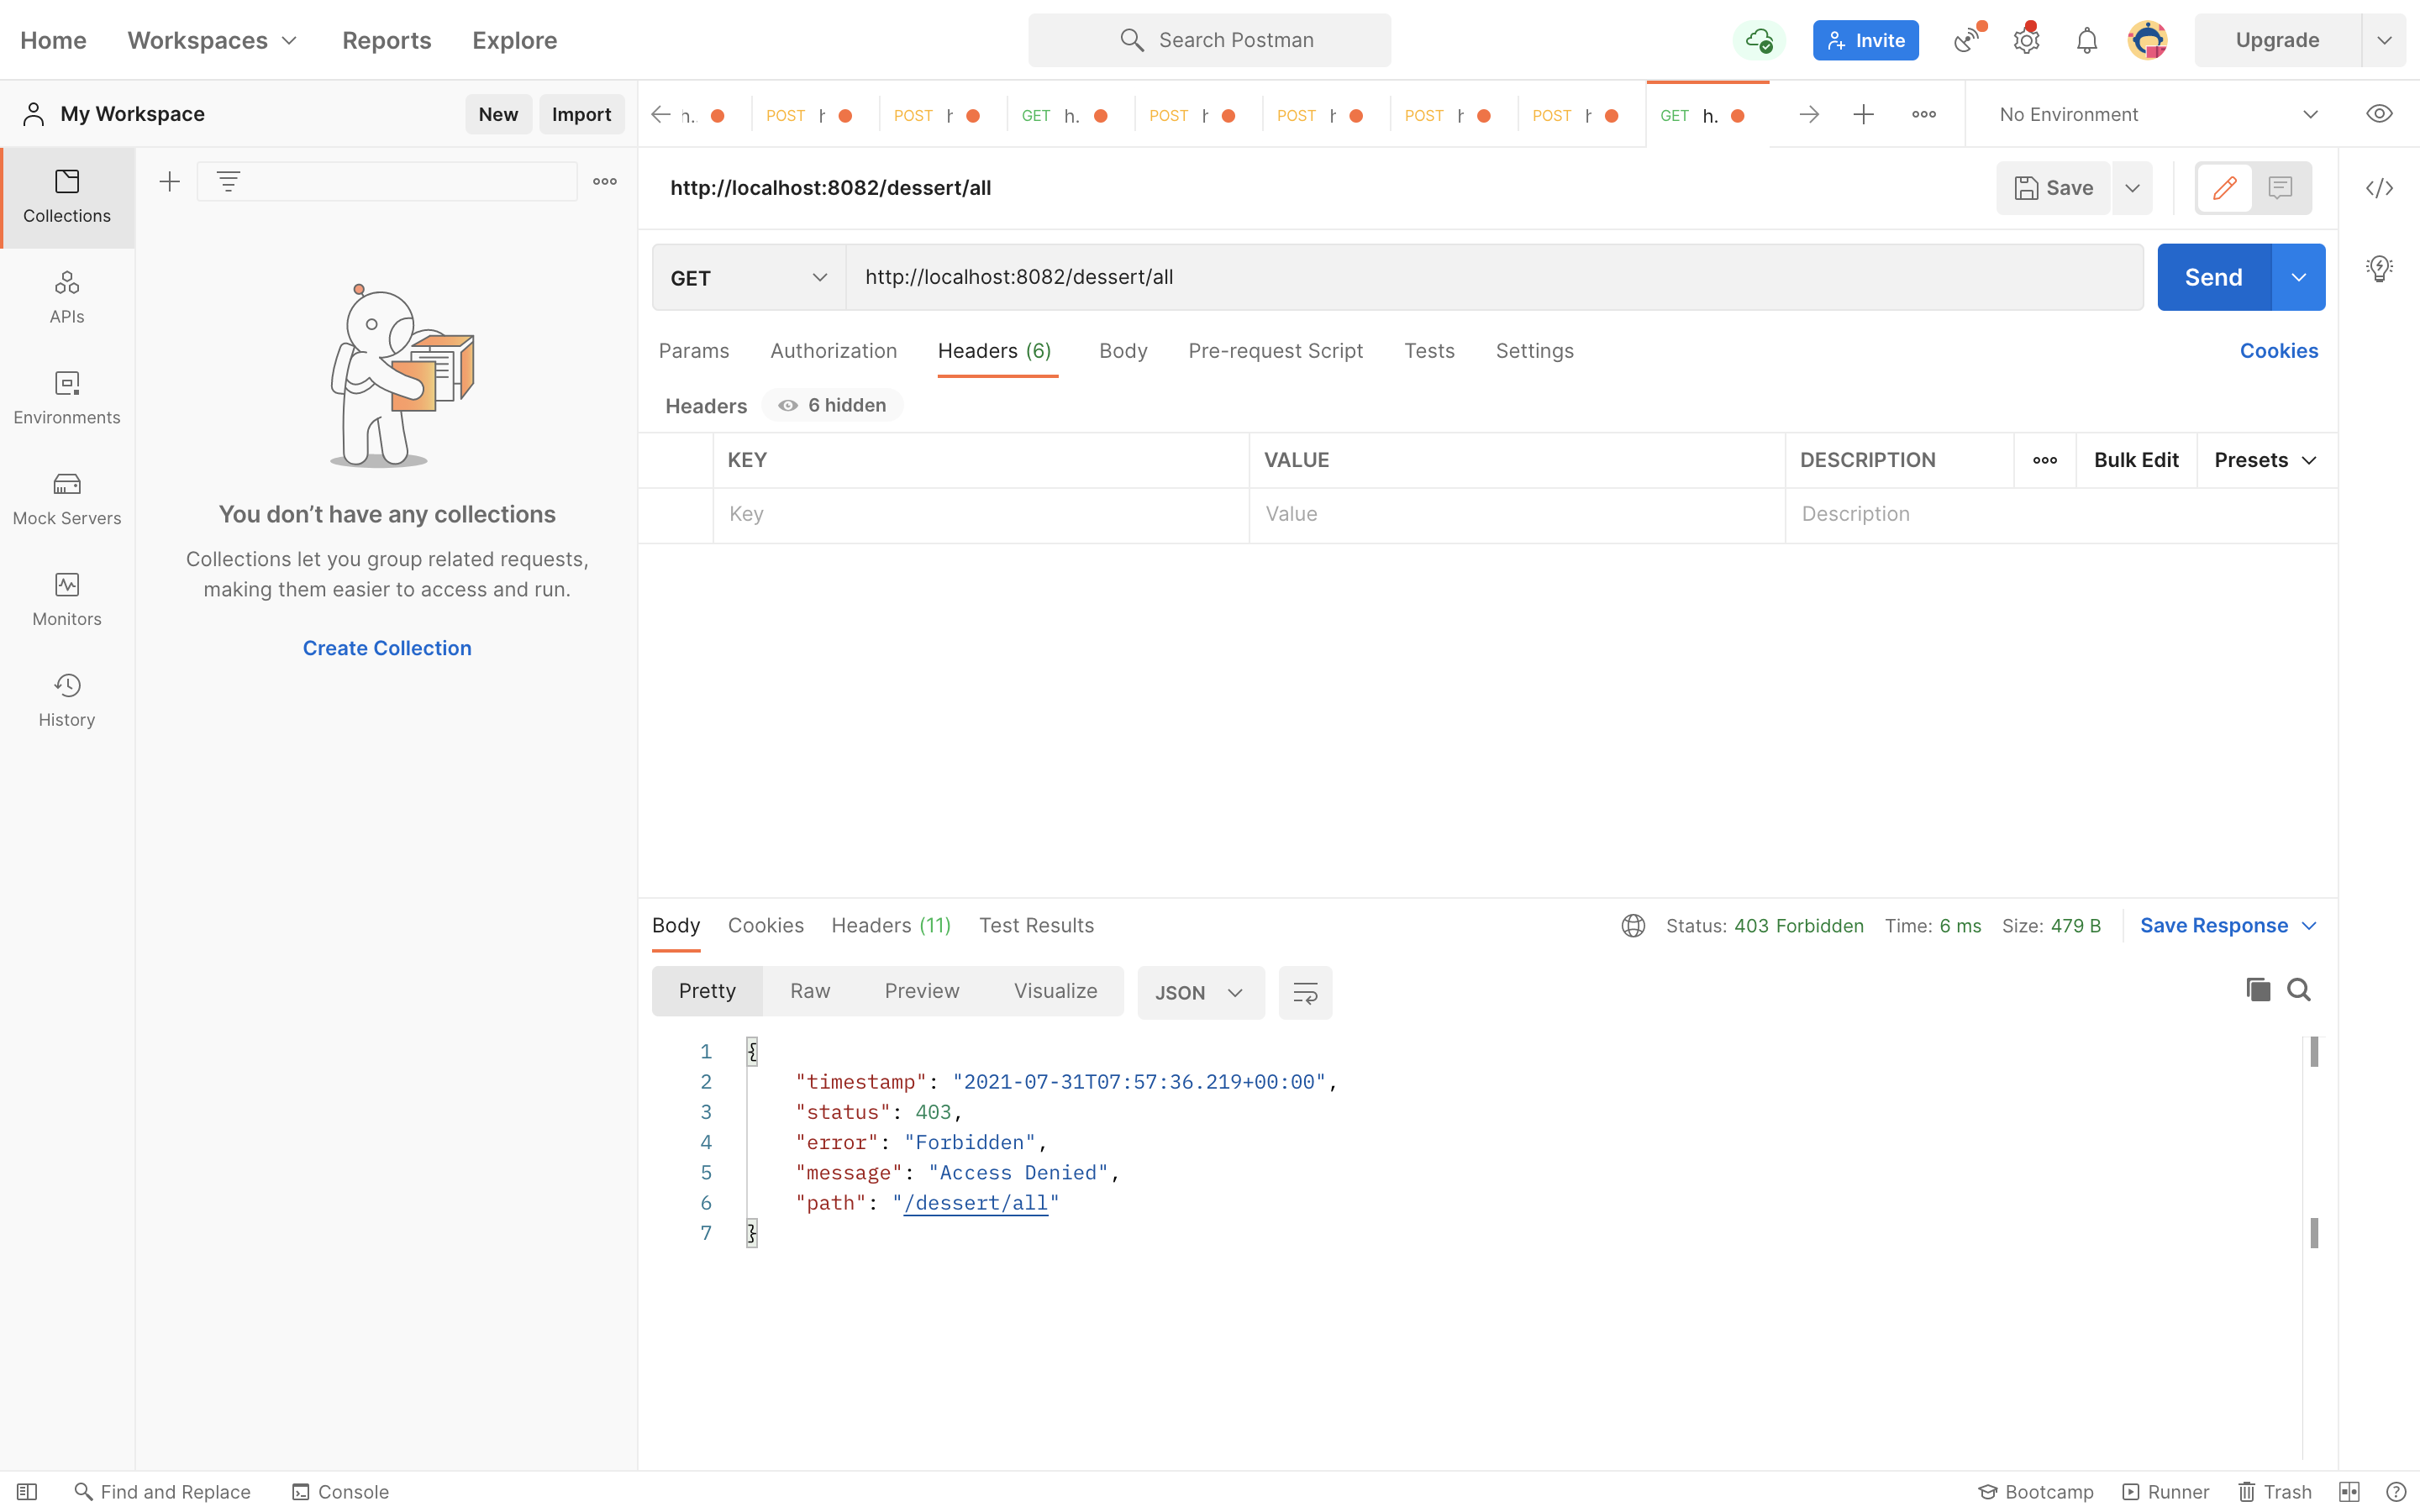 Home Workspaces Reports Explore Search Postman Invite Upgrade
My Workspace New Import h.. POST POST GET h. POST POST POST POST GET h. No Environment
Collections
APIs
Environments
Mock Servers
Monitors
History
You don’t have any collections
Collections let you group related requests,
making them easier to access and run.
Create Collection
http://localhost:8082/dessert/all Save
GET http://localhost:8082/dessert/all Send
Params Authorization Headers (6) Body Pre-request Script Tests Settings Cookies
Headers 6 hidden
KEY VALUE DESCRIPTION Bulk Edit Presets
Key Value Description
Body Cookies Headers (11) Test Results Status: 403 Forbidden Time: 6 ms Size: 479 B Save Response
Pretty Raw Preview Visualize JSON
1 {
2 "timestamp": "2021-07-31T07:57:36.219+00:00",
3 "status": 403,
4 "error": "Forbidden",
5 "message": "Access Denied",
6 "path": "/dessert/all"
7 }
Find and Replace Console Bootcamp Runner Trash